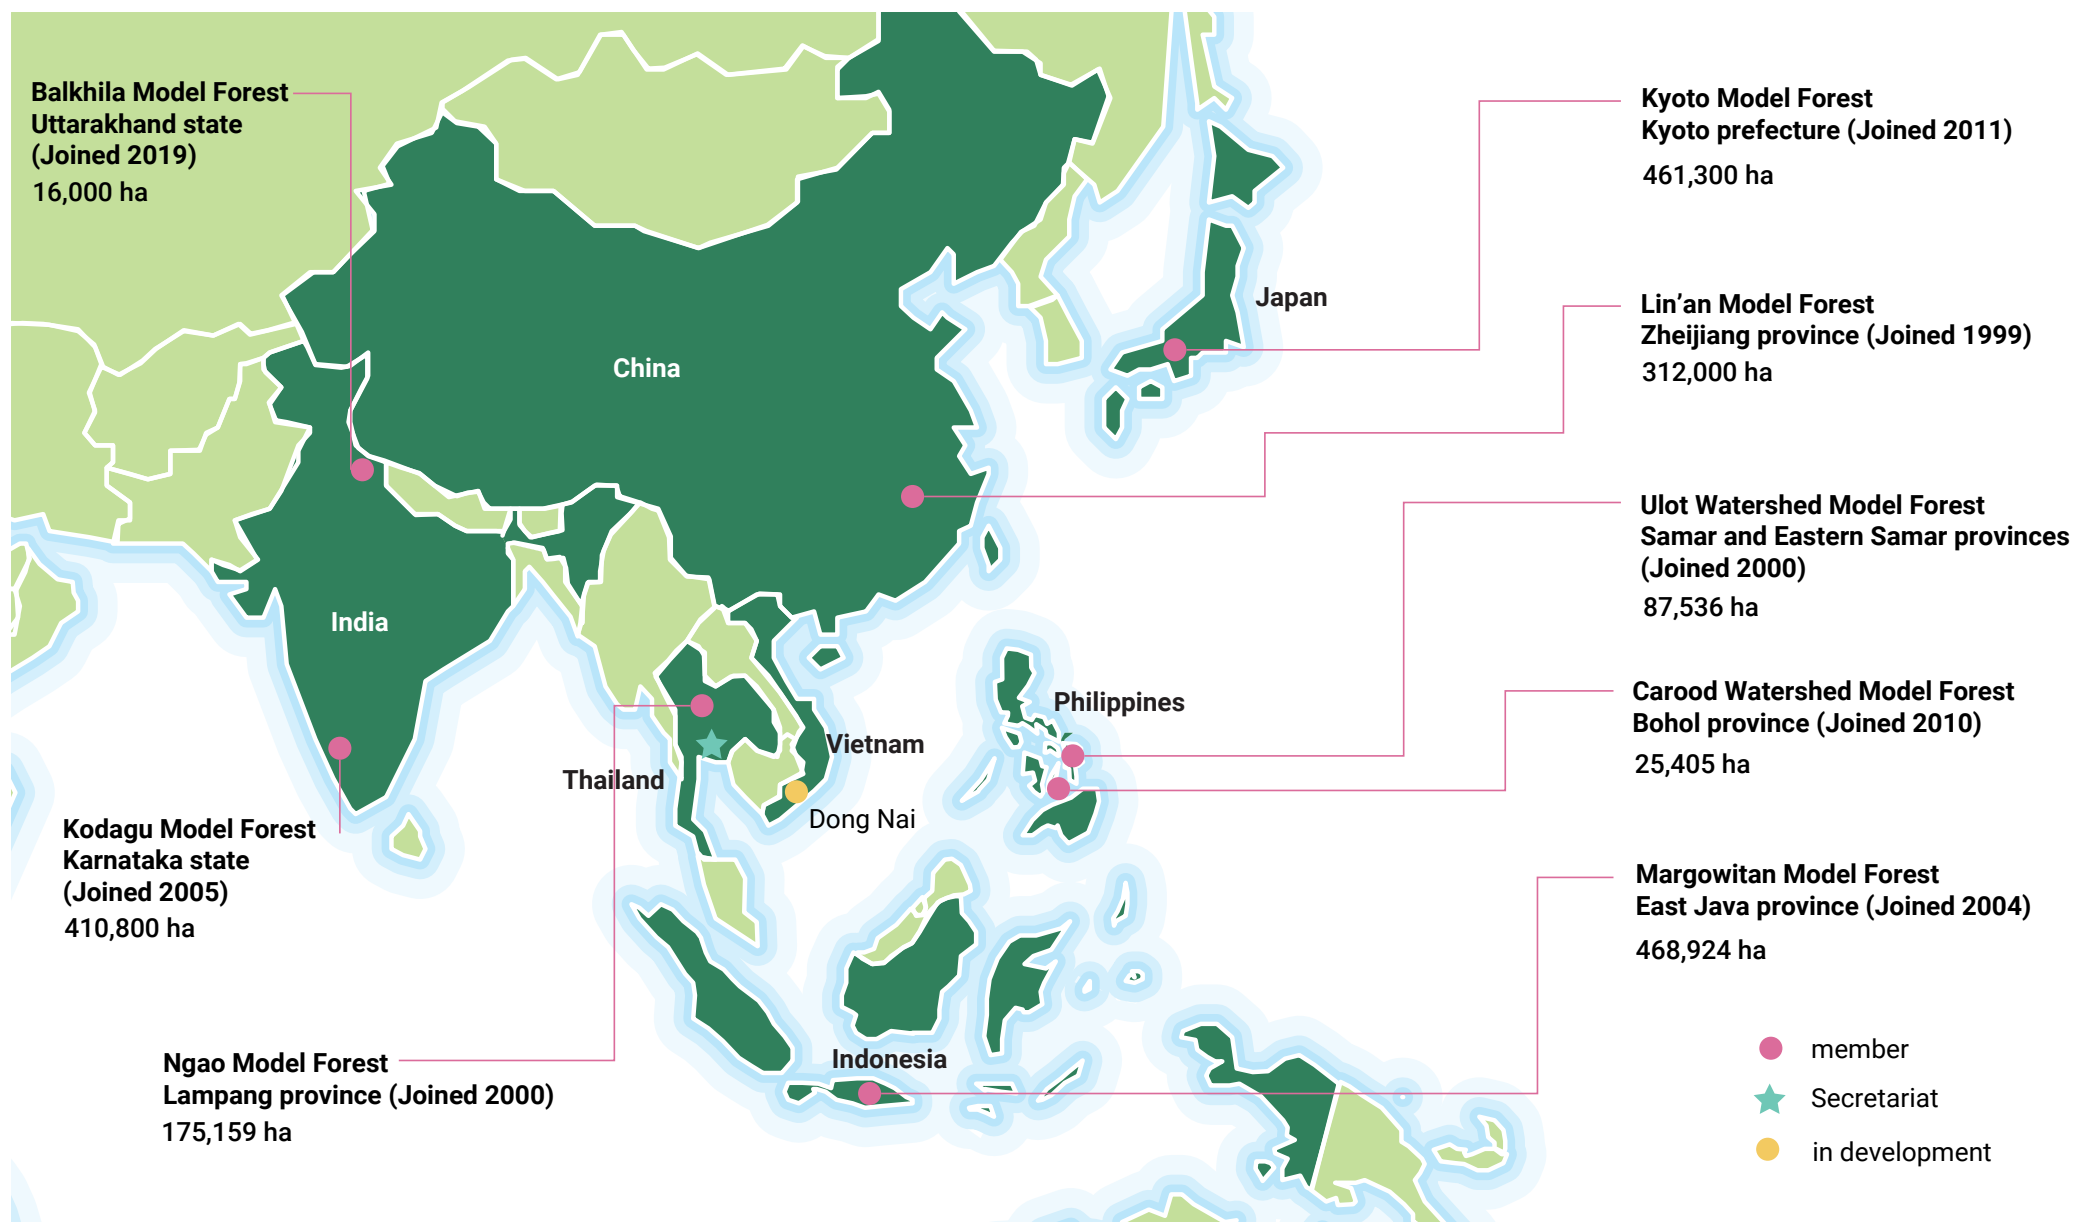 Balkhila Model Forest
Uttarakhand state
(Joined 2019)
16,000 ha
Kyoto Model Forest
Kyoto prefecture (Joined 2011)
461,300 ha
Japan
Lin’an Model Forest
Zheijiang province (Joined 1999)
312,000 ha
China
Ulot Watershed Model Forest
Samar and Eastern Samar provinces
(Joined 2000)
87,536 ha
India
Philippines
Carood Watershed Model Forest
Bohol province (Joined 2010)
25,405 ha
Vietnam
Thailand
Dong Nai
Kodagu Model Forest
Karnataka state
(Joined 2005)
410,800 ha
Margowitan Model Forest
East Java province (Joined 2004)
468,924 ha
Indonesia
Ngao Model Forest
Lampang province (Joined 2000)
175,159 ha
member
Secretariat
in development